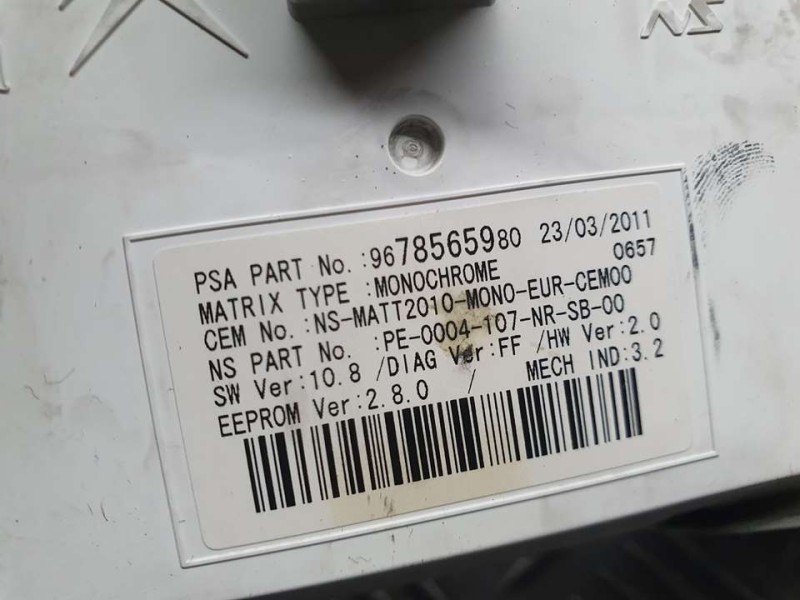 PSA PART No.:9678565980 23/03/2011
MATRIX TYPE :MONOCHROME 0657
CEM No.:NS-MATT2010-MONO-EUR-CEM00
NS PART No. :PE-0004-107-NR-SB-00
SW Ver:10.8 /DIAG Ver:FF /HW Ver:2.0
EEPROM Ver:2.8.0 / MECH IND:3.2